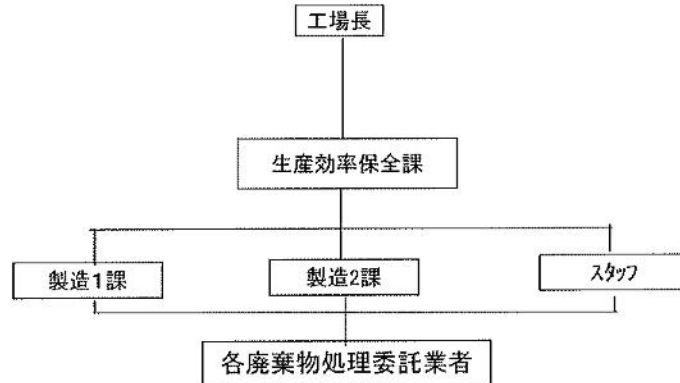 工場長
生産効率保全課
製造1課
製造2課
スタッフ
各廃棄物処理委託業者